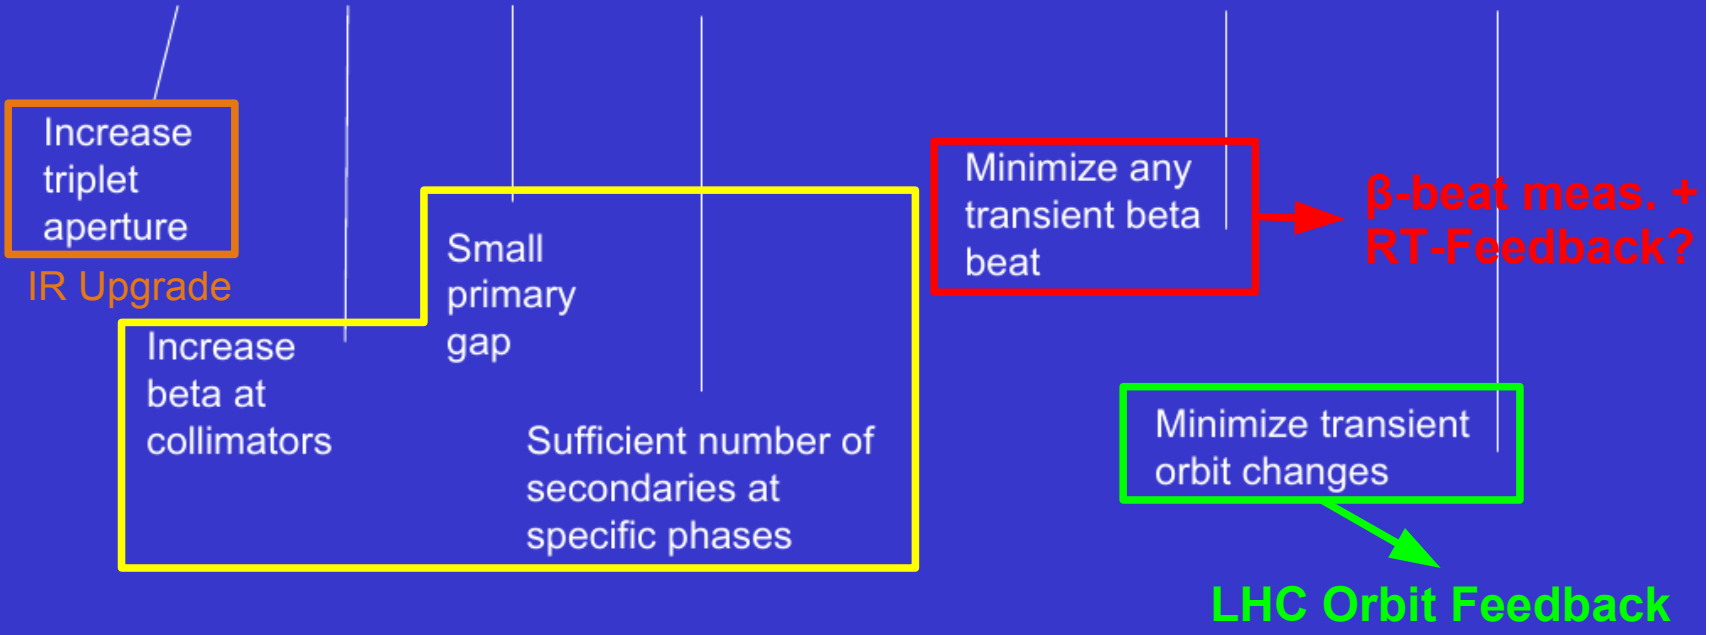 Increase
triplet
aperture
IR Upgrade
Increase
beta at
collimators
Small
primary
gap
Sufficient number of
secondaries at
specific phases
Minimize any
transient beta
beat
β-beat meas. +
RT-Feedback?
Minimize transient
orbit changes
LHC Orbit Feedback